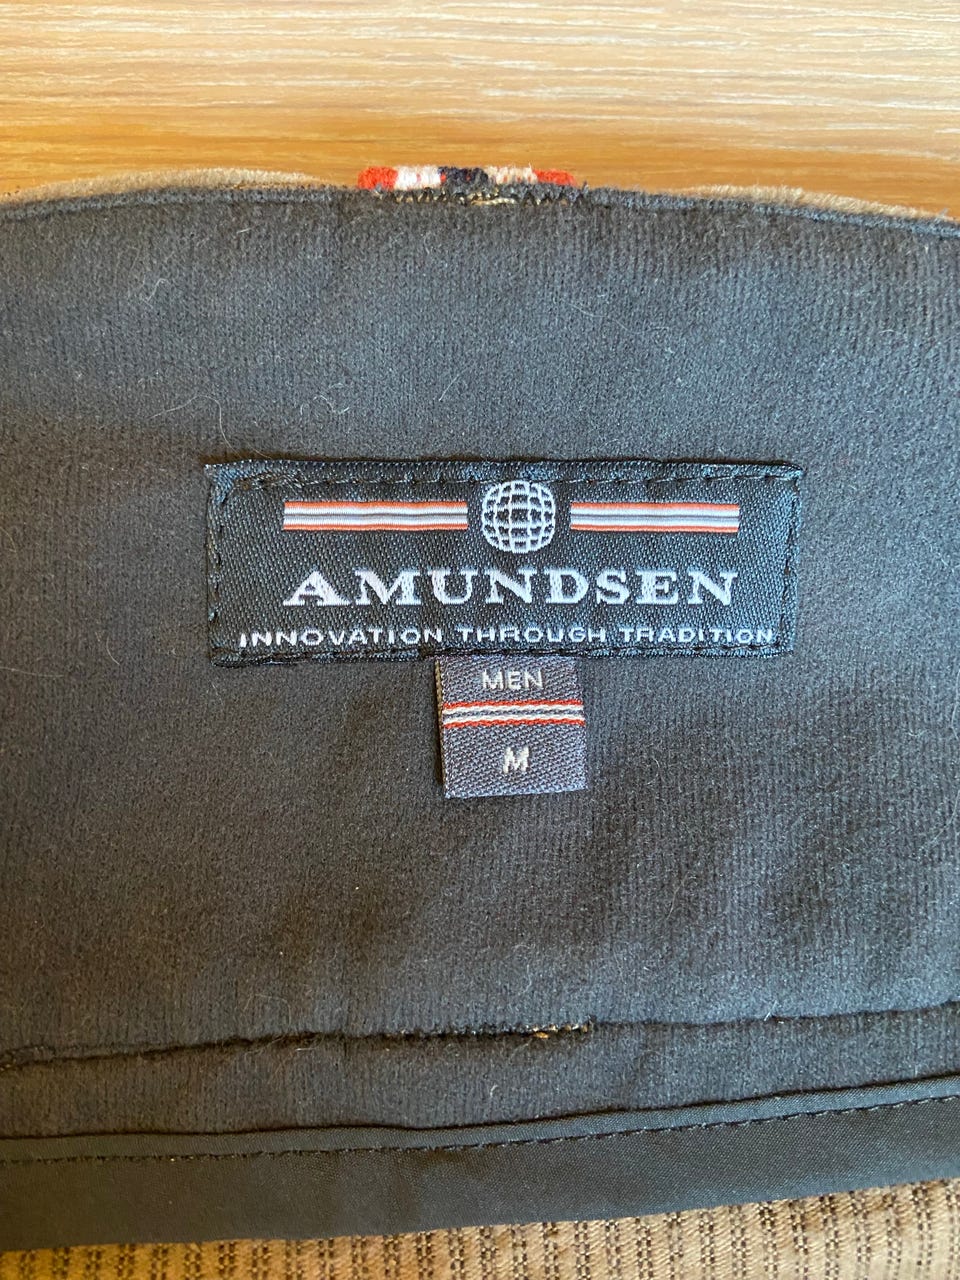 AMUNDSEN
INNOVATION THROUGH TRADITION
MEN
M